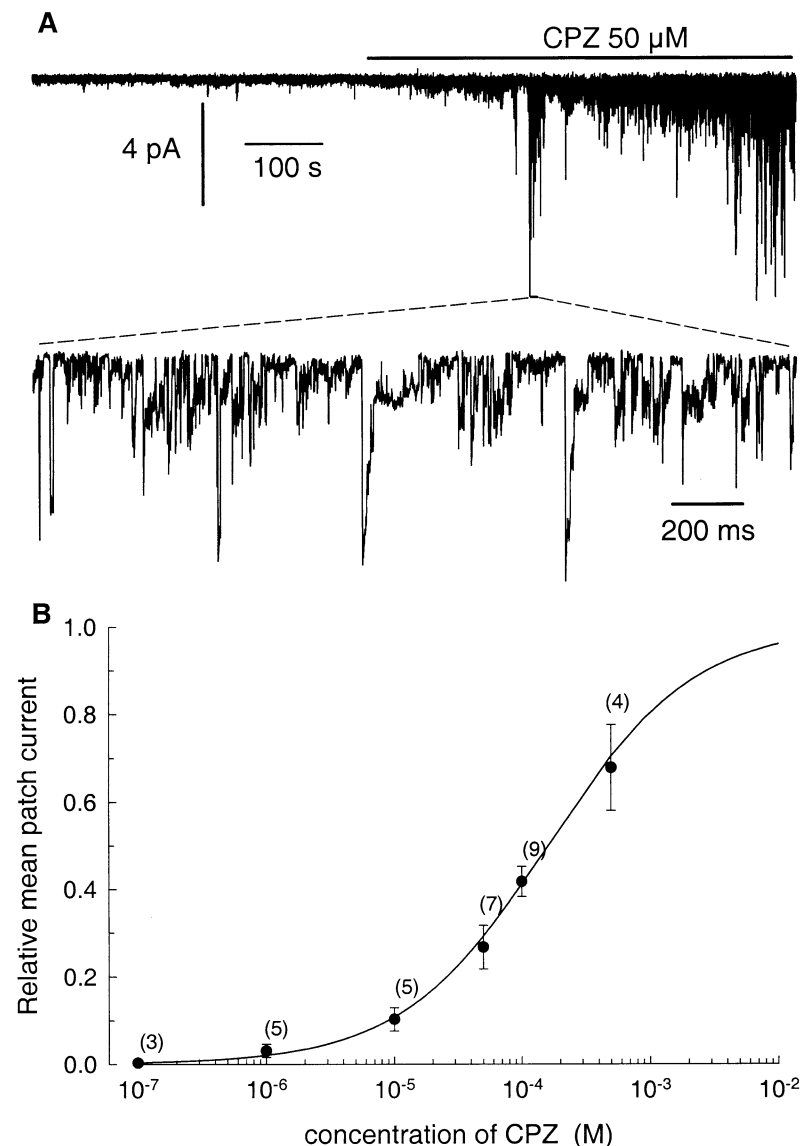 A
CPZ 50 µM
4 pA
100 s
200 ms
B
1.0
0.8
0.6
0.4
0.2
0.0
Relative mean patch current
(3)
(5)
(5)
(7)
(9)
(4)
10-7
10-6
10-5
10-4
10-3
10-2
concentration of CPZ (M)